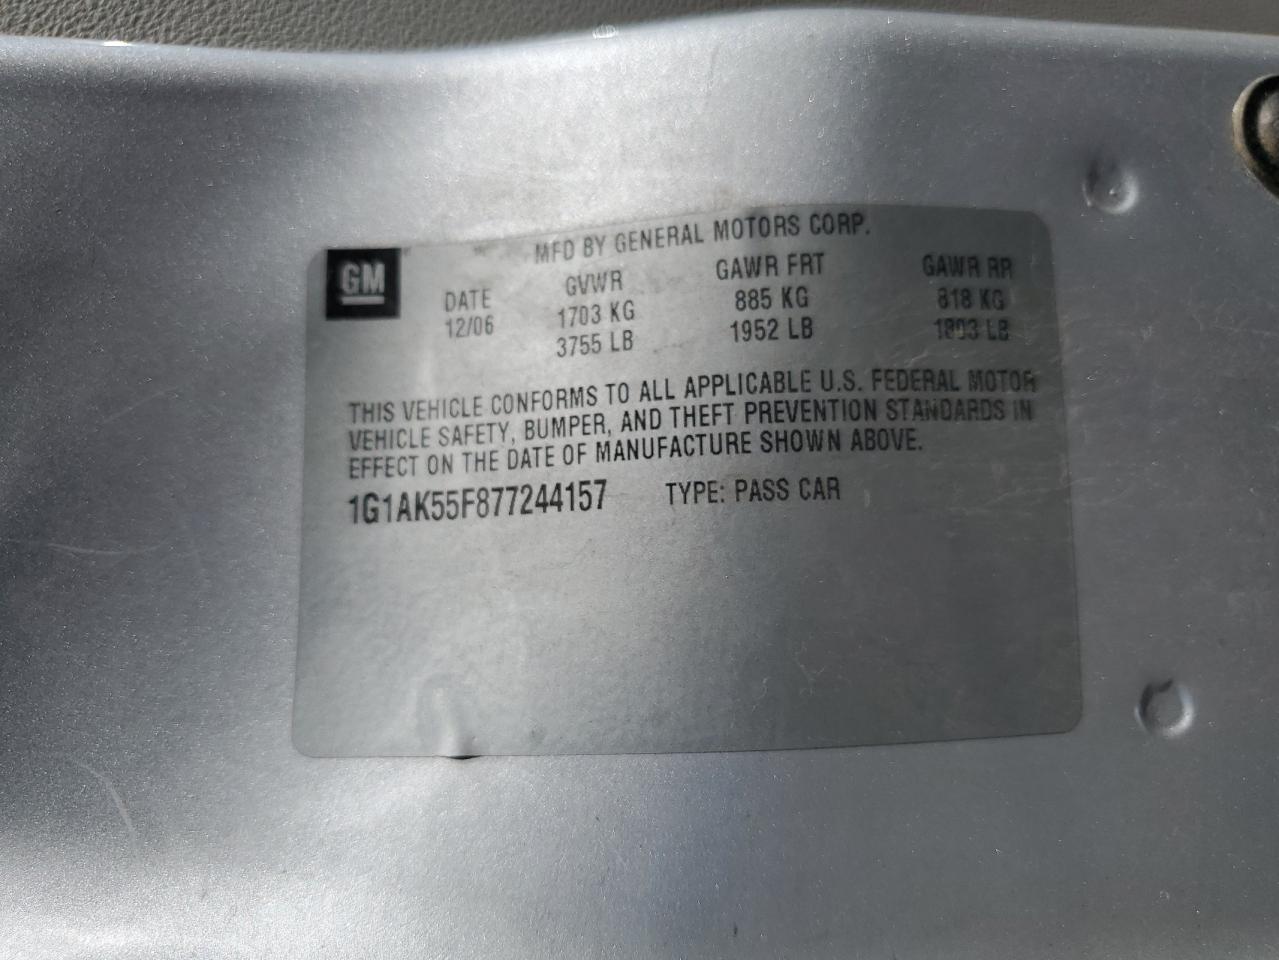 MFD BY GENERAL MOTORS CORP.
GM
DATE GVWR GAWR FRT GAWR RR
12/06 1703 KG 885 KG 818 KG
3755 LB 1952 LB 1803 LB
THIS VEHICLE CONFORMS TO ALL APPLICABLE U.S. FEDERAL MOTOR
VEHICLE SAFETY, BUMPER, AND THEFT PREVENTION STANDARDS IN
EFFECT ON THE DATE OF MANUFACTURE SHOWN ABOVE.
1G1AK55F877244157 TYPE: PASS CAR